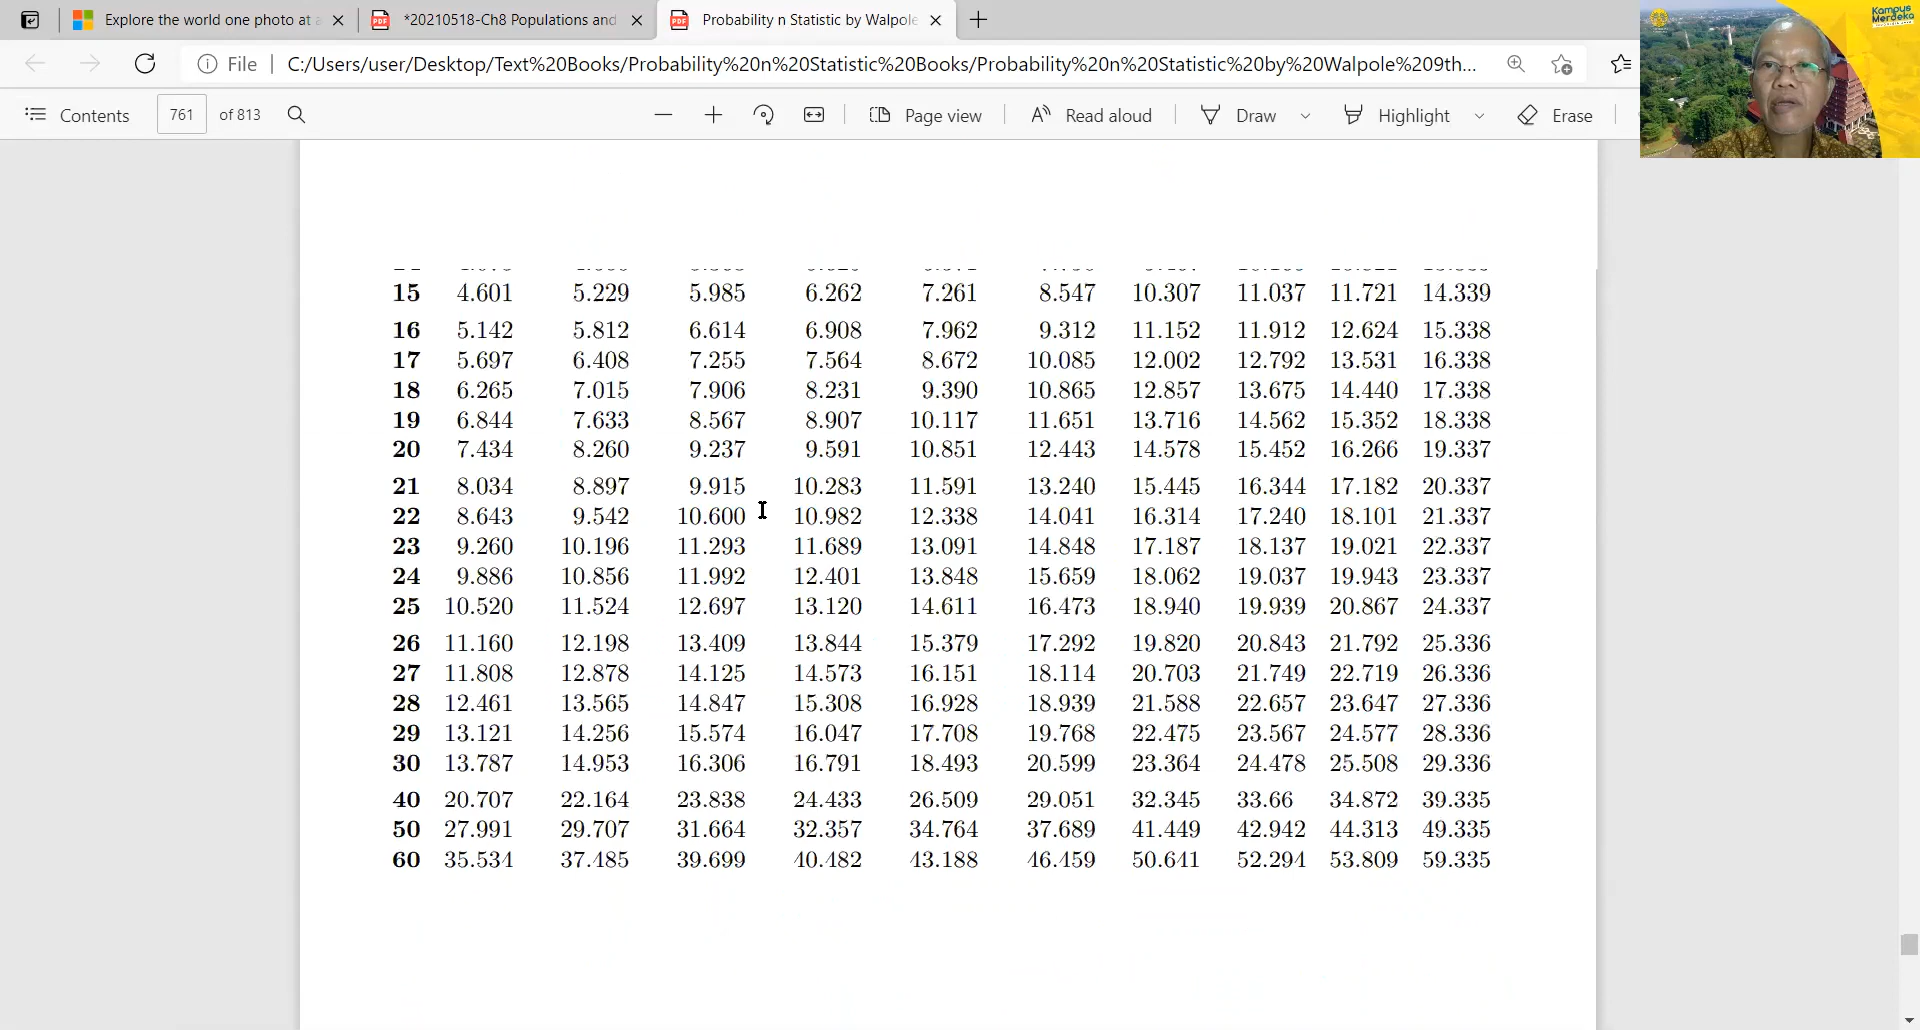 Explore the world one photo at a
*20210518-Ch8 Populations and
Probability n Statistic by Walpole
File
C:/Users/user/Desktop/Text%20Books/Probability%20n%20Statistic%20Books/Probability%20n%20Statistic%20by%20Walpole%209th...
Kampus
Merdeka
Contents 761 of 813 Page view Read aloud Draw Highlight Erase
15 4.601 5.229 5.985 6.262 7.261 8.547 10.307 11.037 11.721 14.339
16 5.142 5.812 6.614 6.908 7.962 9.312 11.152 11.912 12.624 15.338
17 5.697 6.408 7.255 7.564 8.672 10.085 12.002 12.792 13.531 16.338
18 6.265 7.015 7.906 8.231 9.390 10.865 12.857 13.675 14.440 17.338
19 6.844 7.633 8.567 8.907 10.117 11.651 13.716 14.562 15.352 18.338
20 7.434 8.260 9.237 9.591 10.851 12.443 14.578 15.452 16.266 19.337
21 8.034 8.897 9.915 10.283 11.591 13.240 15.445 16.344 17.182 20.337
22 8.643 9.542 10.600 10.982 12.338 14.041 16.314 17.240 18.101 21.337
23 9.260 10.196 11.293 11.689 13.091 14.848 17.187 18.137 19.021 22.337
24 9.886 10.856 11.992 12.401 13.848 15.659 18.062 19.037 19.943 23.337
25 10.520 11.524 12.697 13.120 14.611 16.473 18.940 19.939 20.867 24.337
26 11.160 12.198 13.409 13.844 15.379 17.292 19.820 20.843 21.792 25.336
27 11.808 12.878 14.125 14.573 16.151 18.114 20.703 21.749 22.719 26.336
28 12.461 13.565 14.847 15.308 16.928 18.939 21.588 22.657 23.647 27.336
29 13.121 14.256 15.574 16.047 17.708 19.768 22.475 23.567 24.577 28.336
30 13.787 14.953 16.306 16.791 18.493 20.599 23.364 24.478 25.508 29.336
40 20.707 22.164 23.838 24.433 26.509 29.051 32.345 33.66 34.872 39.335
50 27.991 29.707 31.664 32.357 34.764 37.689 41.449 42.942 44.313 49.335
60 35.534 37.485 39.699 40.482 43.188 46.459 50.641 52.294 53.809 59.335